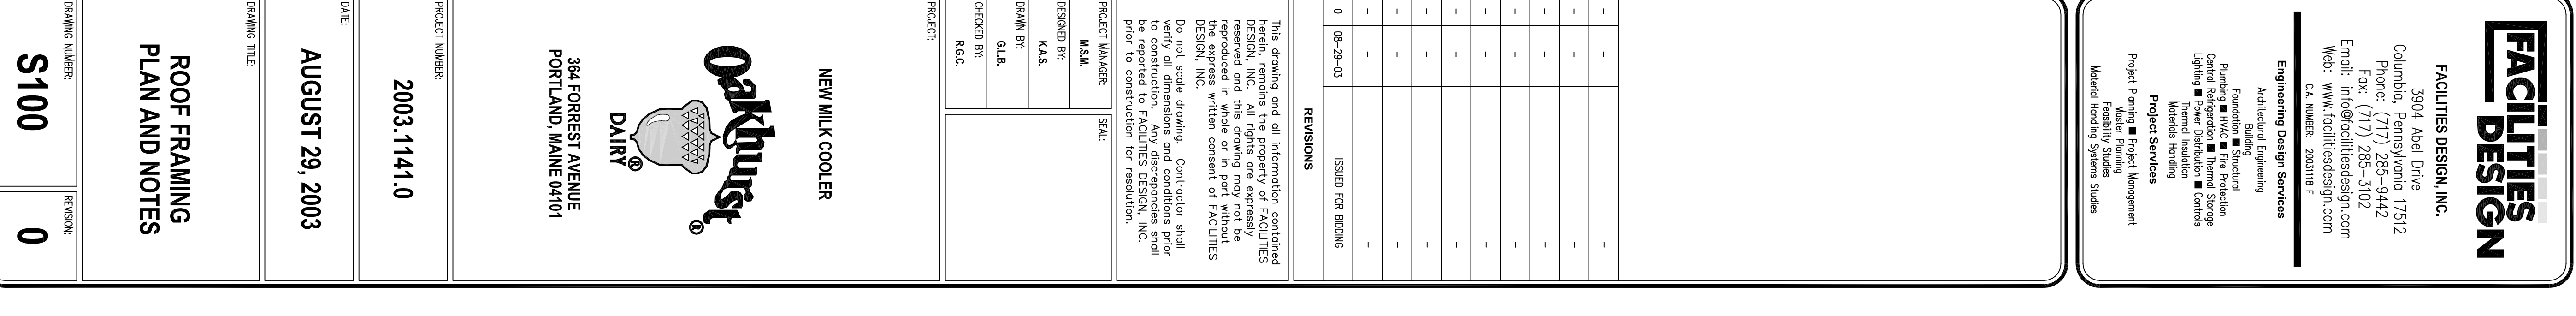 FACILITIES
DESIGN
FACILITIES DESIGN, INC.
3904 Abel Drive
Columbia, Pennsylvania 17512
Phone: (717) 285-9442
Fax: (717) 285-3102
Email: info@facilitiesdesign.com
Web: www.facilitiesdesign.com
C.A. NUMBER: 2003118 F
Engineering Design Services
Architectural Engineering
Building
Foundation ■ Structural
Plumbing ■ HVAC ■ Fire Protection
Central Refrigeration ■ Thermal Storage
Lighting ■ Power Distribution ■ Controls
Thermal Insulation
Materials Handling
Project Services
Project Planning ■ Project Management
Master Planning
Feasibility Studies
Material Handling Systems Studies
- - -
- - -
- - -
- - -
- - -
- - -
- - -
- - -
- - -
0 08-29-03 ISSUED FOR BIDDING
REVISIONS
This drawing and all information contained
herein, remains the property of FACILITIES
DESIGN, INC. All rights are expressly
reserved and this drawing may not be
reproduced in whole or in part without
the express written consent of FACILITIES
DESIGN, INC.
Do not scale drawing. Contractor shall
verify all dimensions and conditions prior
to construction. Any discrepancies shall
be reported to FACILITIES DESIGN, INC.
prior to construction for resolution.
PROJECT MANAGER:
M.S.M.
DESIGNED BY:
K.A.S.
DRAWN BY:
G.L.B.
CHECKED BY:
R.G.C.
SEAL:
PROJECT:
NEW MILK COOLER
Oakhurst®
DAIRY®
364 FORREST AVENUE
PORTLAND, MAINE 04101
PROJECT NUMBER:
2003.1141.0
DATE:
AUGUST 29, 2003
DRAWING TITLE:
ROOF FRAMING
PLAN AND NOTES
DRAWING NUMBER:
S100
REVISION:
0